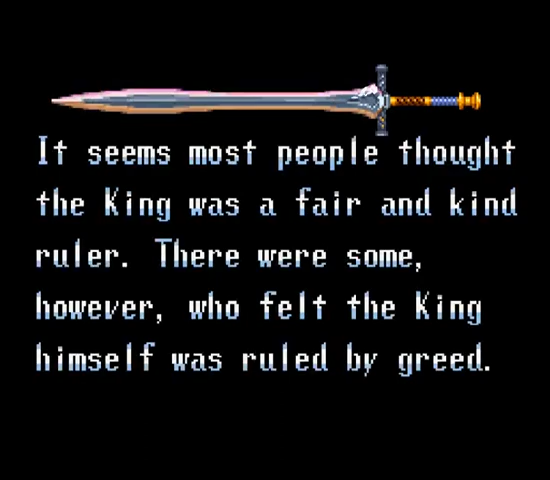 It seems most people thought
the King was a fair and kind
ruler. There were some,
however, who felt the King
himself was ruled by greed.